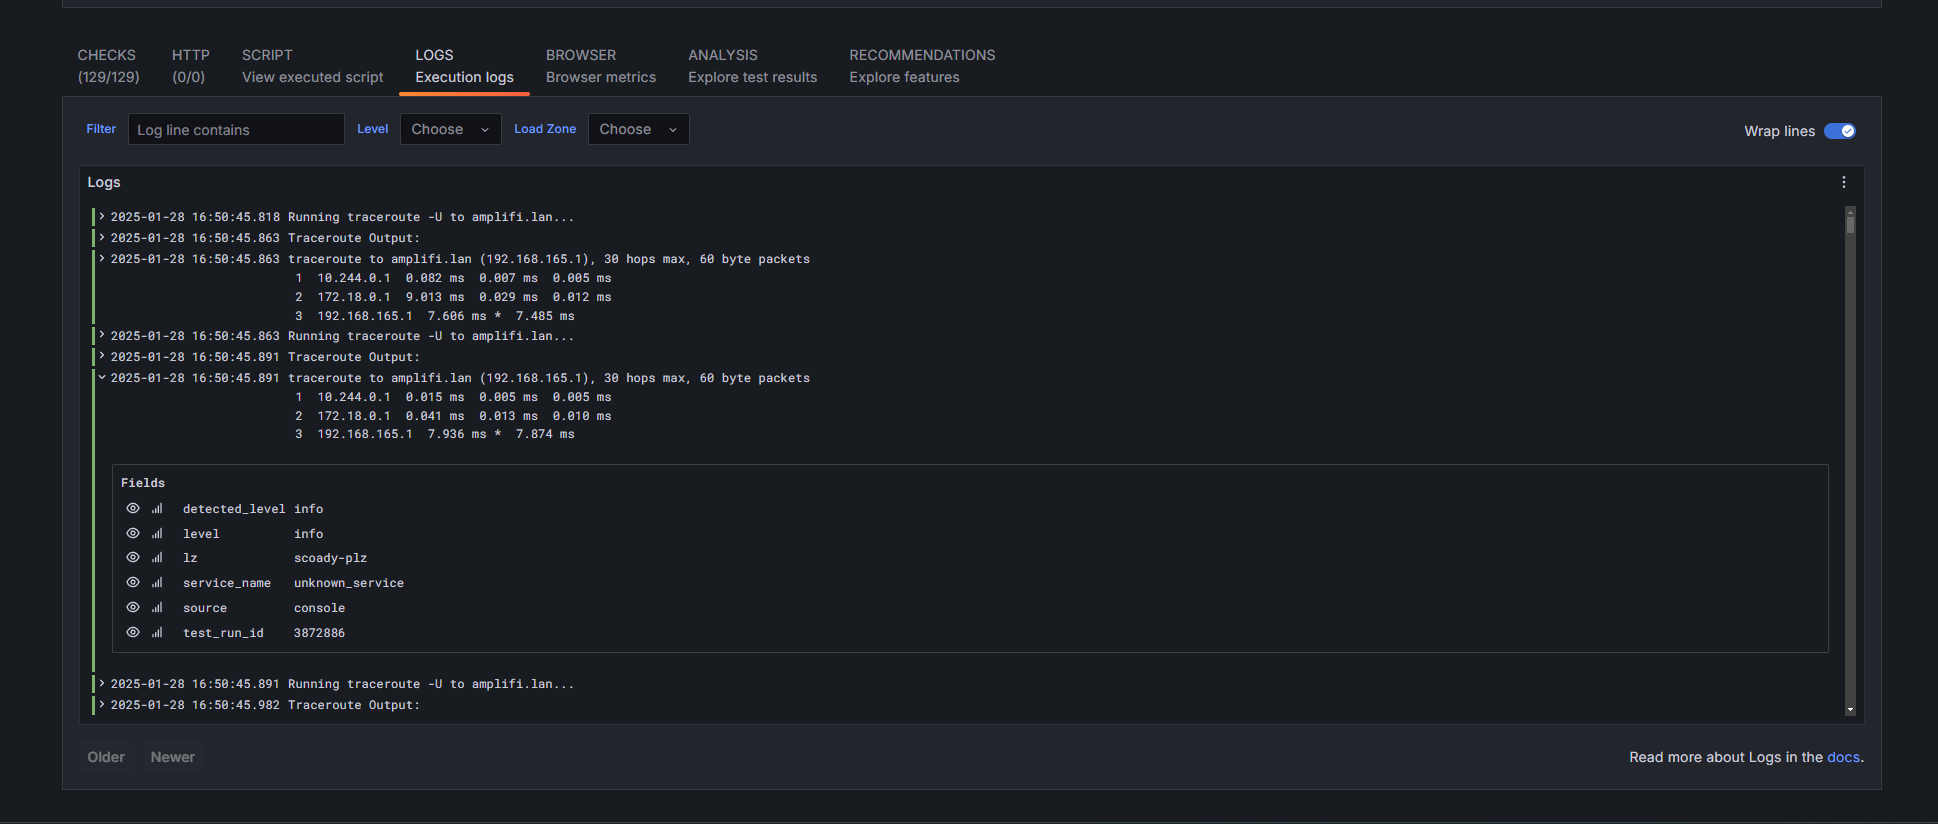 CHECKS HTTP SCRIPT LOGS BROWSER ANALYSIS RECOMMENDATIONS
(129/129) (0/0) View executed script Execution logs Browser metrics Explore test results Explore features
Filter Log line contains Level Choose Load Zone Choose Wrap lines
Logs
2025-01-28 16:50:45.818 Running traceroute -U to amplifi.lan...
2025-01-28 16:50:45.863 Traceroute Output:
2025-01-28 16:50:45.863 traceroute to amplifi.lan (192.168.165.1), 30 hops max, 60 byte packets
1 10.244.0.1 0.082 ms 0.007 ms 0.005 ms
2 172.18.0.1 9.013 ms 0.029 ms 0.012 ms
3 192.168.165.1 7.606 ms * 7.485 ms
2025-01-28 16:50:45.863 Running traceroute -U to amplifi.lan...
2025-01-28 16:50:45.891 Traceroute Output:
2025-01-28 16:50:45.891 traceroute to amplifi.lan (192.168.165.1), 30 hops max, 60 byte packets
1 10.244.0.1 0.015 ms 0.005 ms 0.005 ms
2 172.18.0.1 0.041 ms 0.013 ms 0.010 ms
3 192.168.165.1 7.936 ms * 7.874 ms
Fields
detected_level info
level info
lz scoady-plz
service_name unknown_service
source console
test_run_id 3872886
2025-01-28 16:50:45.891 Running traceroute -U to amplifi.lan...
2025-01-28 16:50:45.982 Traceroute Output:
Older Newer Read more about Logs in the docs.